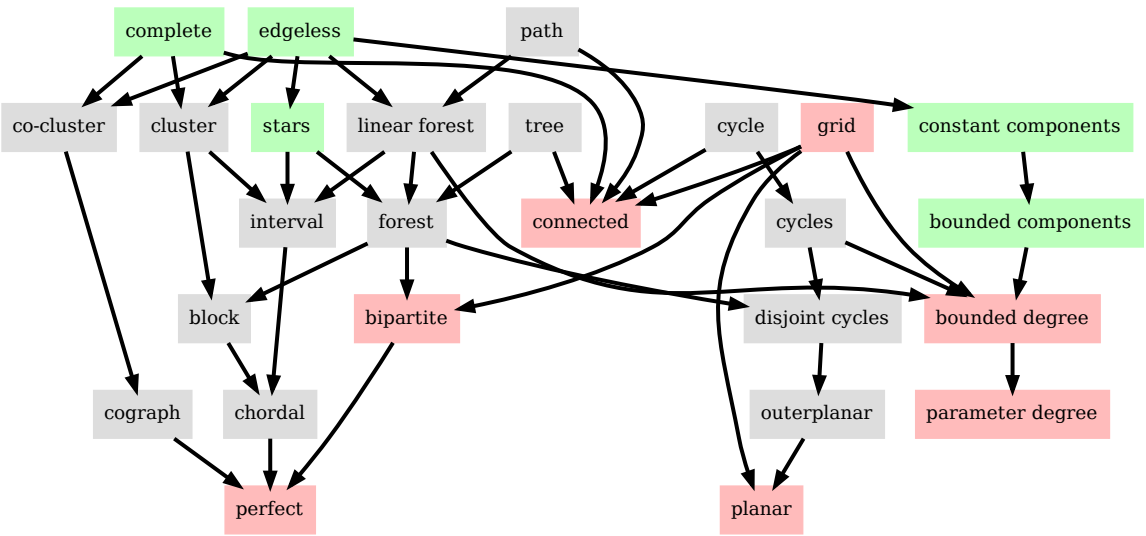 complete
edgeless
path
co-cluster
cluster
stars
linear forest
tree
cycle
grid
constant components
interval
forest
connected
cycles
bounded components
block
bipartite
disjoint cycles
bounded degree
cograph
chordal
outerplanar
parameter degree
perfect
planar